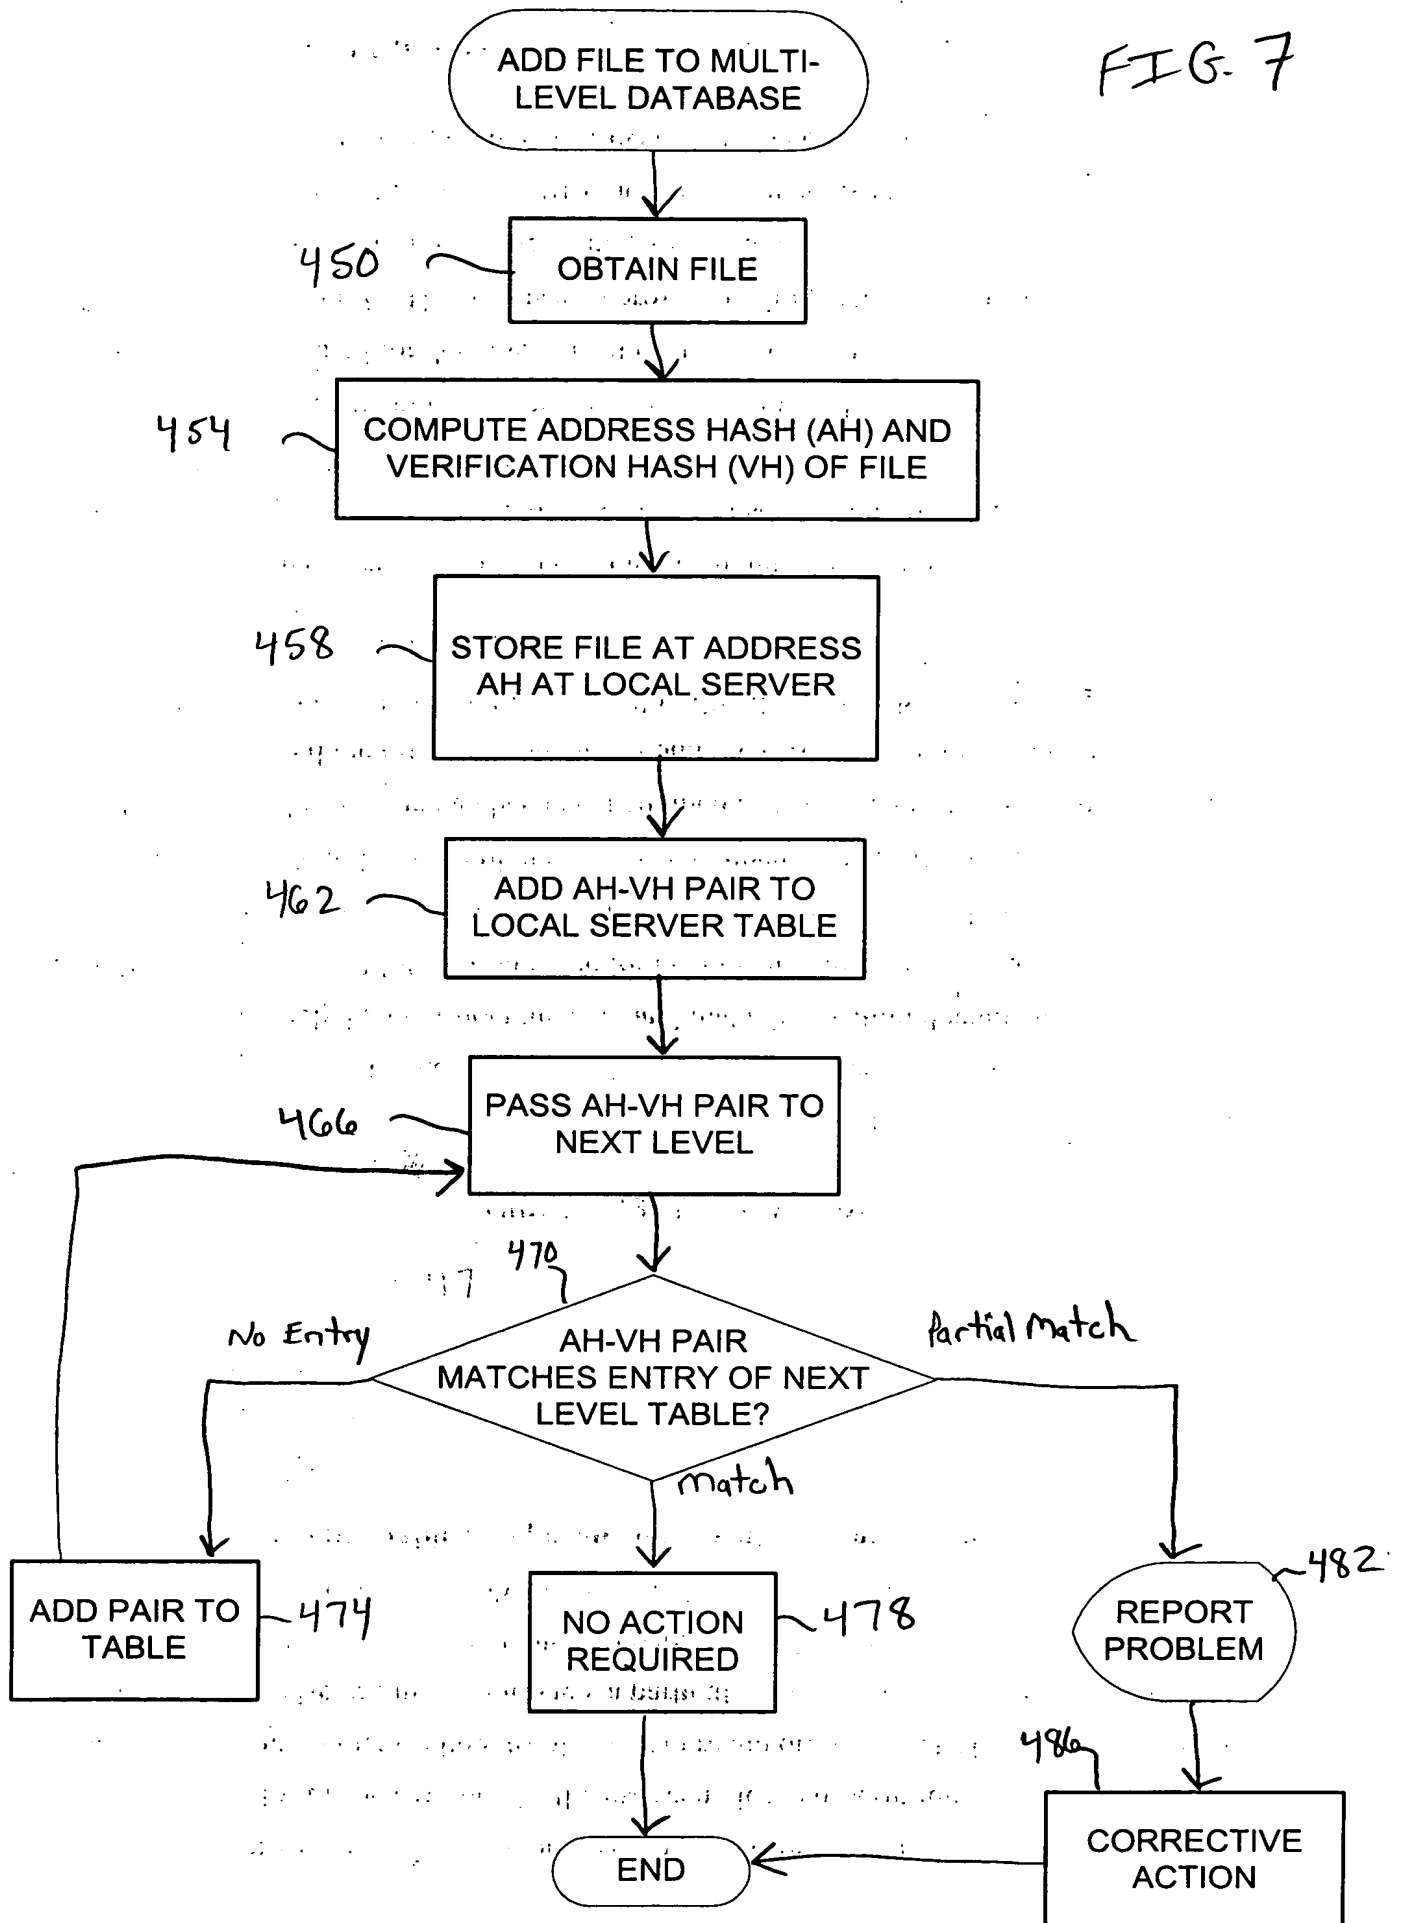 FIG. 7
ADD FILE TO MULTI-
LEVEL DATABASE
450
OBTAIN FILE
454
COMPUTE ADDRESS HASH (AH) AND
VERIFICATION HASH (VH) OF FILE
458
STORE FILE AT ADDRESS
AH AT LOCAL SERVER
462
ADD AH-VH PAIR TO
LOCAL SERVER TABLE
466
PASS AH-VH PAIR TO
NEXT LEVEL
470
No Entry
AH-VH PAIR
MATCHES ENTRY OF NEXT
LEVEL TABLE?
Partial Match
Match
ADD PAIR TO
TABLE
474
NO ACTION
REQUIRED
478
REPORT
PROBLEM
482
486
CORRECTIVE
ACTION
END